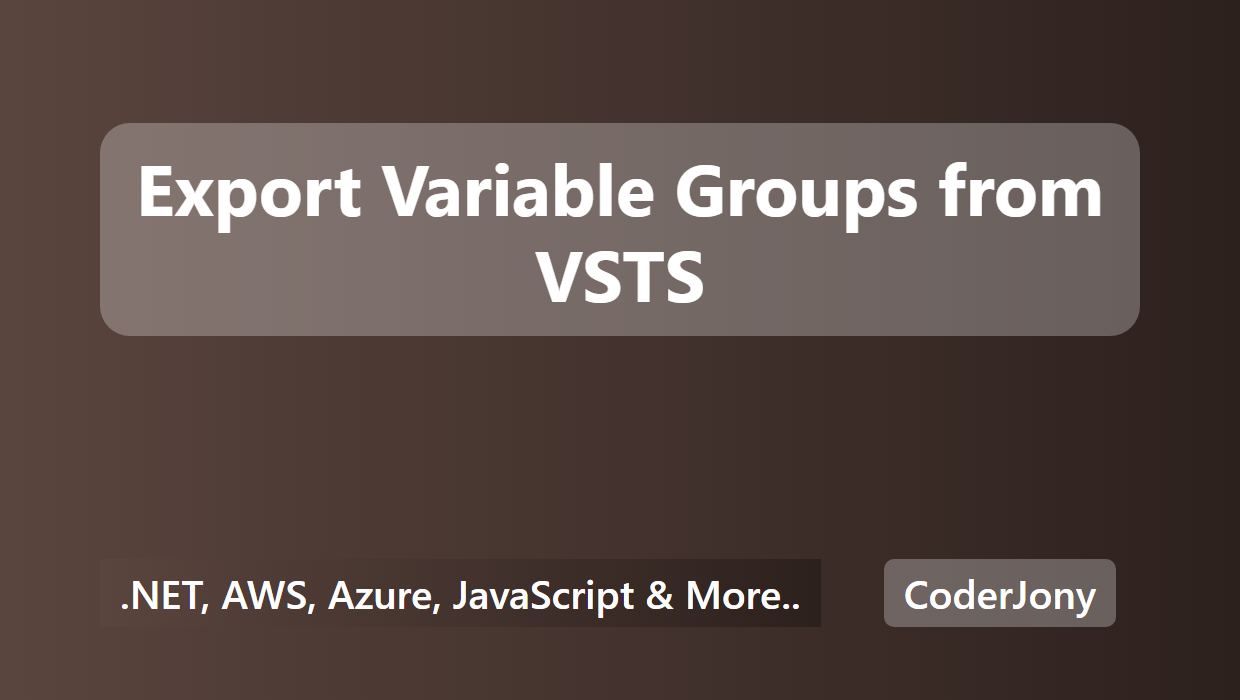 Export Variable Groups from
VSTS
.NET, AWS, Azure, JavaScript & More..
CoderJony